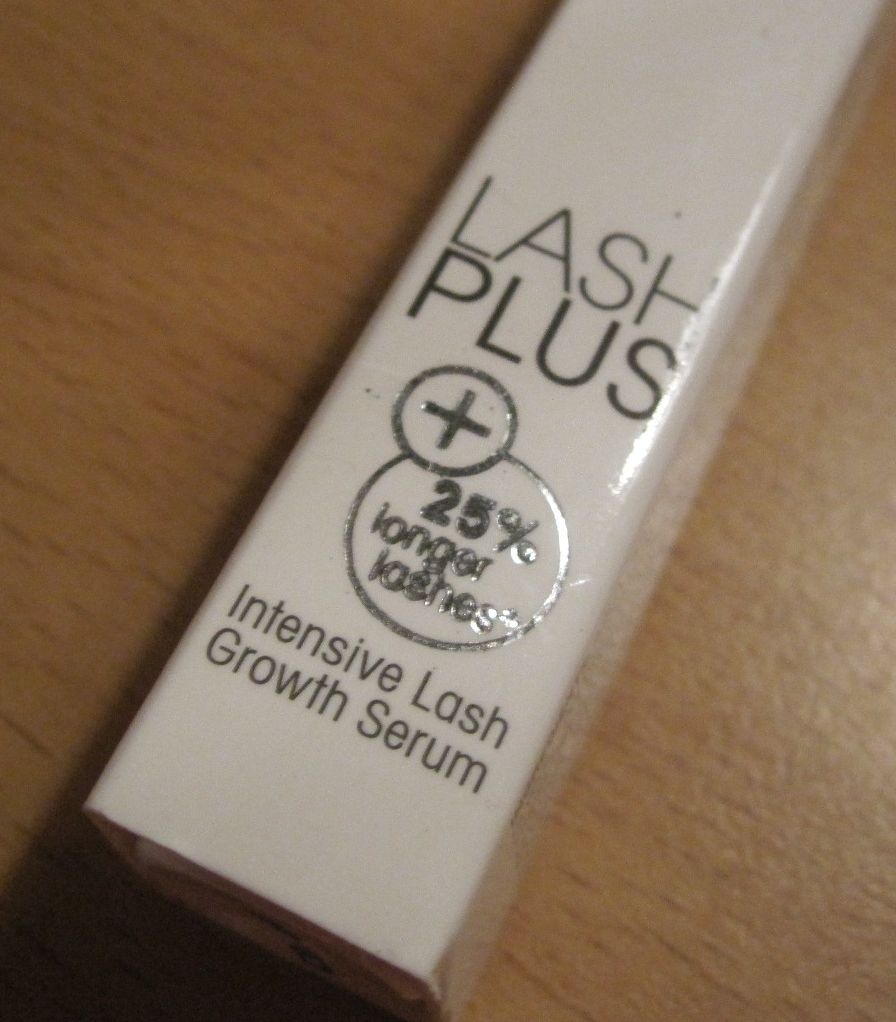 LASH
PLUS
+
25%
longer
lashes*
Intensive Lash
Growth Serum